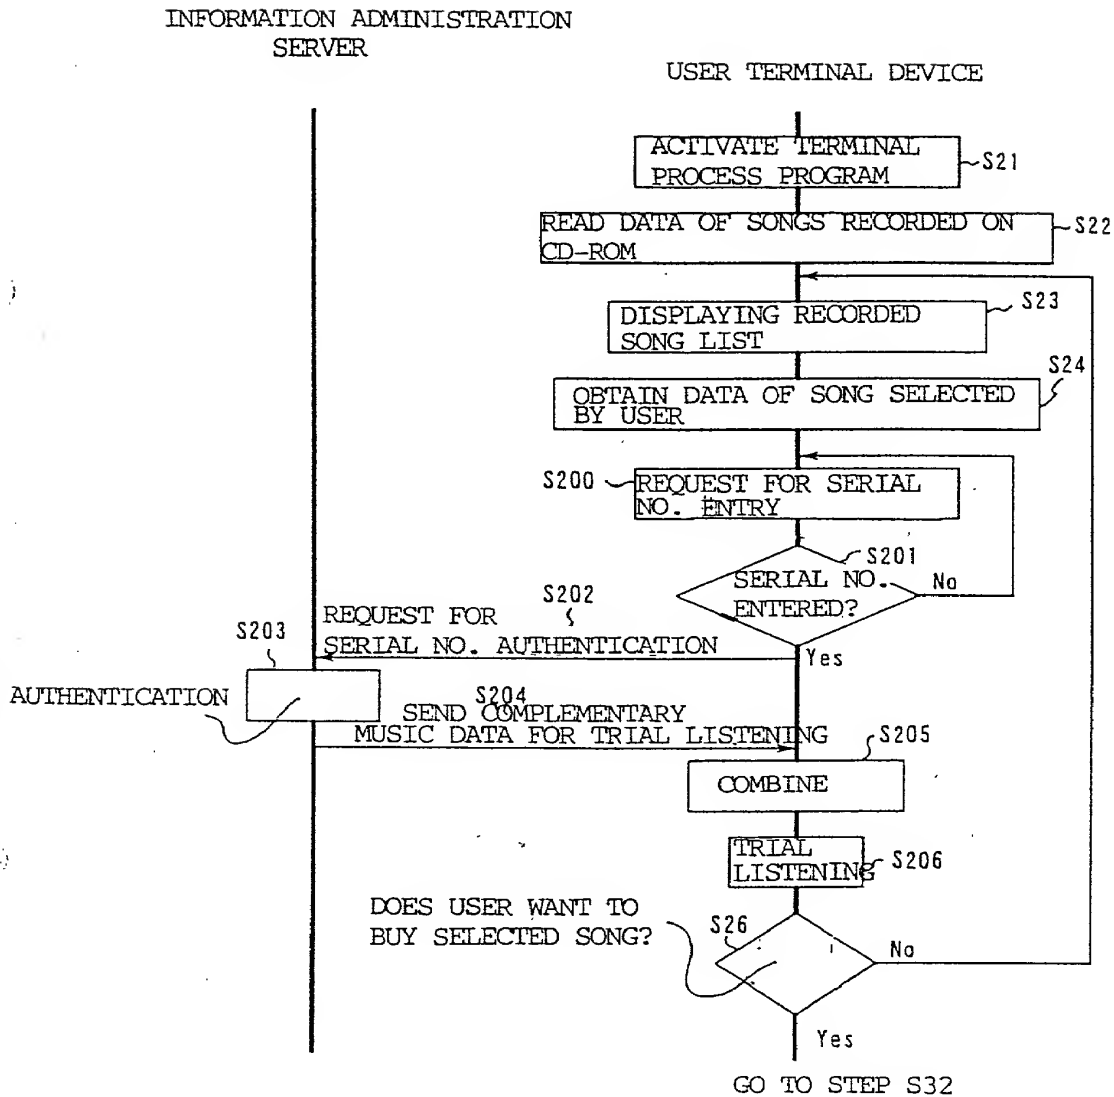 INFORMATION ADMINISTRATION
SERVER
USER TERMINAL DEVICE
ACTIVATE TERMINAL
PROCESS PROGRAM
S21
READ DATA OF SONGS RECORDED ON
CD-ROM
S22
DISPLAYING RECORDED
SONG LIST
S23
OBTAIN DATA OF SONG SELECTED
BY USER
S24
S200
REQUEST FOR SERIAL
NO. ENTRY
S201
SERIAL NO.
ENTERED?
No
Yes
S202
REQUEST FOR
SERIAL NO. AUTHENTICATION
S203
AUTHENTICATION
S204
SEND COMPLEMENTARY
MUSIC DATA FOR TRIAL LISTENING
S205
COMBINE
TRIAL
LISTENING
S206
DOES USER WANT TO
BUY SELECTED SONG?
S26
No
Yes
GO TO STEP S32